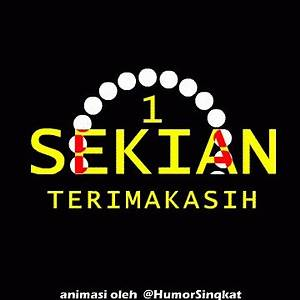 1
SEKIAN
TERIMAKASIH
animasi oleh @HumorSingkat